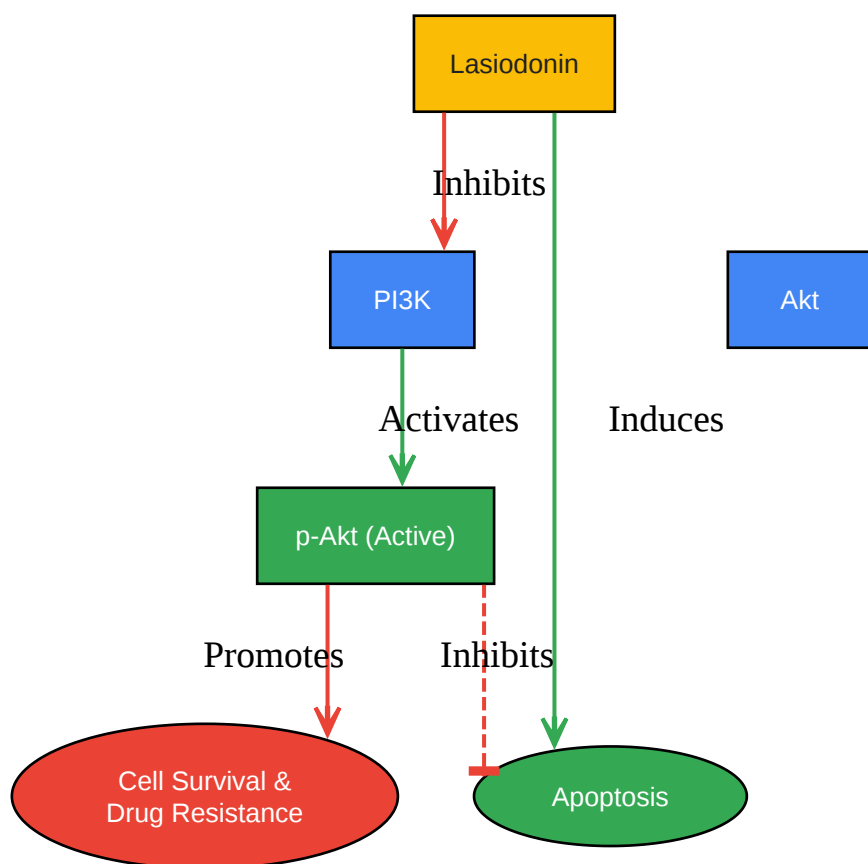 Lasiodonin
Inhibits
PI3K
Akt
Activates
Induces
p-Akt (Active)
Promotes
Inhibits
Cell Survival &
Drug Resistance
Apoptosis